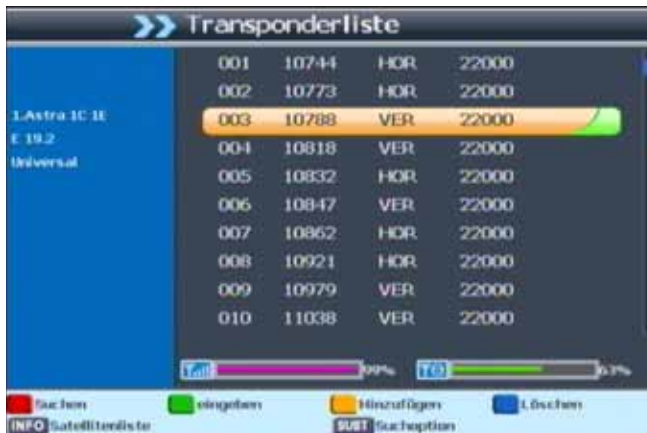 Transponderliste
001 10744 HOR 22000
002 10773 HOR 22000
1.Astra 1C 1E
003 10788 VER 22000
E 19.2
004 10818 VER 22000
Universal
005 10832 HOR 22000
006 10847 VER 22000
007 10862 HOR 22000
008 10921 HOR 22000
009 10979 VER 22000
010 11038 VER 22000
99% 63%
Suchen eingeben Hinzufügen Löschen
INFO Satellitenliste SUBT Suchoption